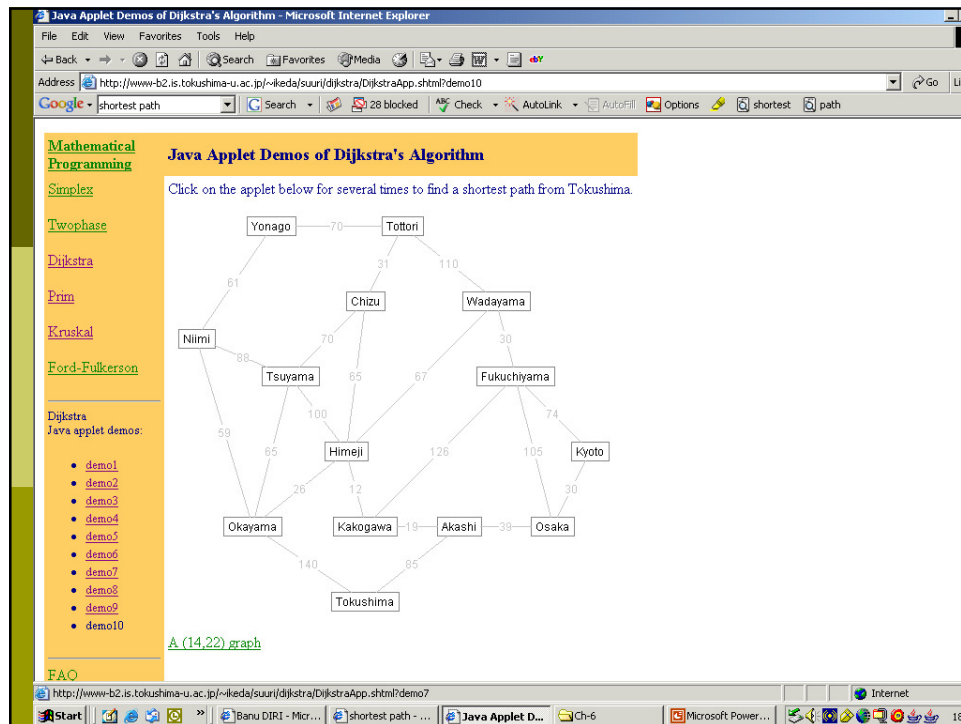 Java Applet Demos of Dijkstra's Algorithm - Microsoft Internet Explorer
File Edit View Favorites Tools Help
Back Search Favorites Media
Address http://www-b2.is.tokushima-u.ac.jp/~ikeda/suuri/dijkstra/DijkstraApp.shtml?demo10 Go Li
Google shortest path Search 28 blocked Check AutoLink AutoFill Options shortest path
Mathematical
Programming
Simplex
Twophase
Dijkstra
Prim
Kruskal
Ford-Fulkerson
Dijkstra
Java applet demos:
demo1
demo2
demo3
demo4
demo5
demo6
demo7
demo8
demo9
demo10
FAQ
Java Applet Demos of Dijkstra's Algorithm
Click on the applet below for several times to find a shortest path from Tokushima.
Yonago 70 Tottori
31 110
61
Chizu Wadayama
Niimi 70 30
88
Tsuyama 65 67 Fukuchiyama
100 74
59 65 Himeji 126 105 Kyoto
26 12 30
Okayama Kakogawa 19 Akashi 39 Osaka
140 85
Tokushima
A (14,22) graph
http://www-b2.is.tokushima-u.ac.jp/~ikeda/suuri/dijkstra/DijkstraApp.shtml?demo7 Internet
Start Banu DIRI - Micr... shortest path - ... Java Applet D... Ch-6 Microsoft Power... 18